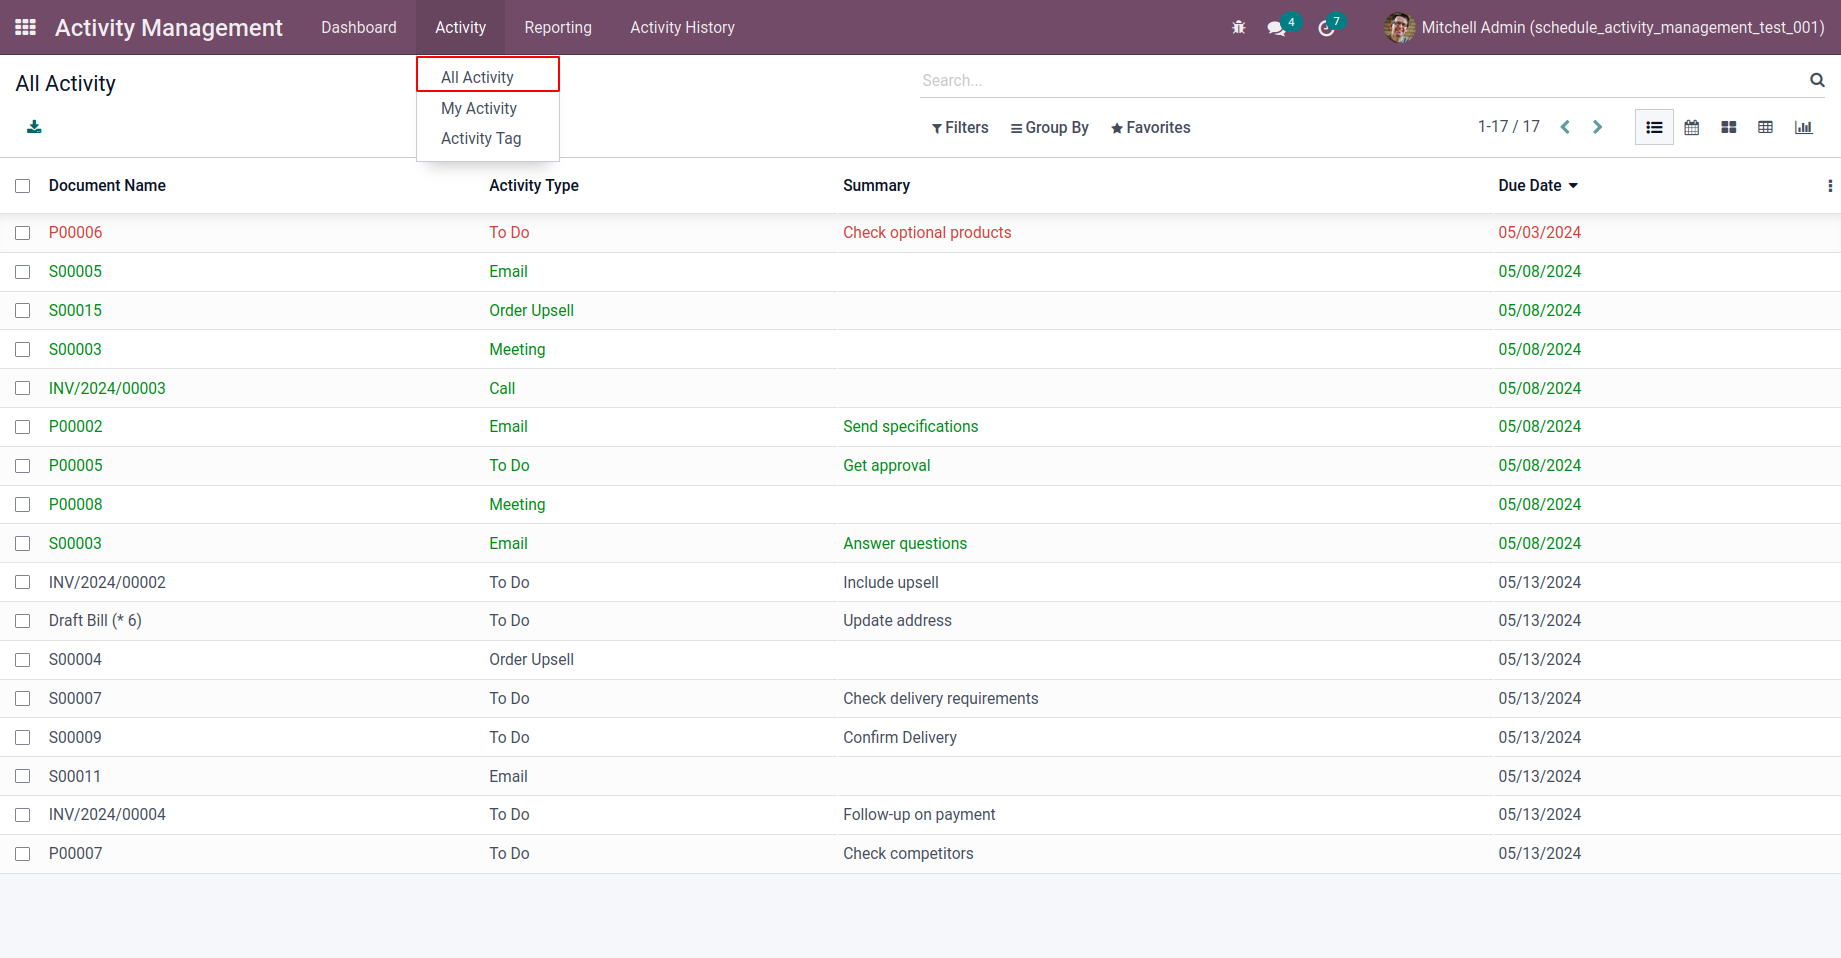 Activity Management Dashboard Activity Reporting Activity History 4 7 Mitchell Admin (schedule_activity_management_test_001)
All Activity
My Activity
Activity Tag
All Activity
Search...
Filters Group By Favorites 1-17 / 17
Document Name Activity Type Summary Due Date
P00006 To Do Check optional products 05/03/2024
S00005 Email 05/08/2024
S00015 Order Upsell 05/08/2024
S00003 Meeting 05/08/2024
INV/2024/00003 Call 05/08/2024
P00002 Email Send specifications 05/08/2024
P00005 To Do Get approval 05/08/2024
P00008 Meeting 05/08/2024
S00003 Email Answer questions 05/08/2024
INV/2024/00002 To Do Include upsell 05/13/2024
Draft Bill (* 6) To Do Update address 05/13/2024
S00004 Order Upsell 05/13/2024
S00007 To Do Check delivery requirements 05/13/2024
S00009 To Do Confirm Delivery 05/13/2024
S00011 Email 05/13/2024
INV/2024/00004 To Do Follow-up on payment 05/13/2024
P00007 To Do Check competitors 05/13/2024